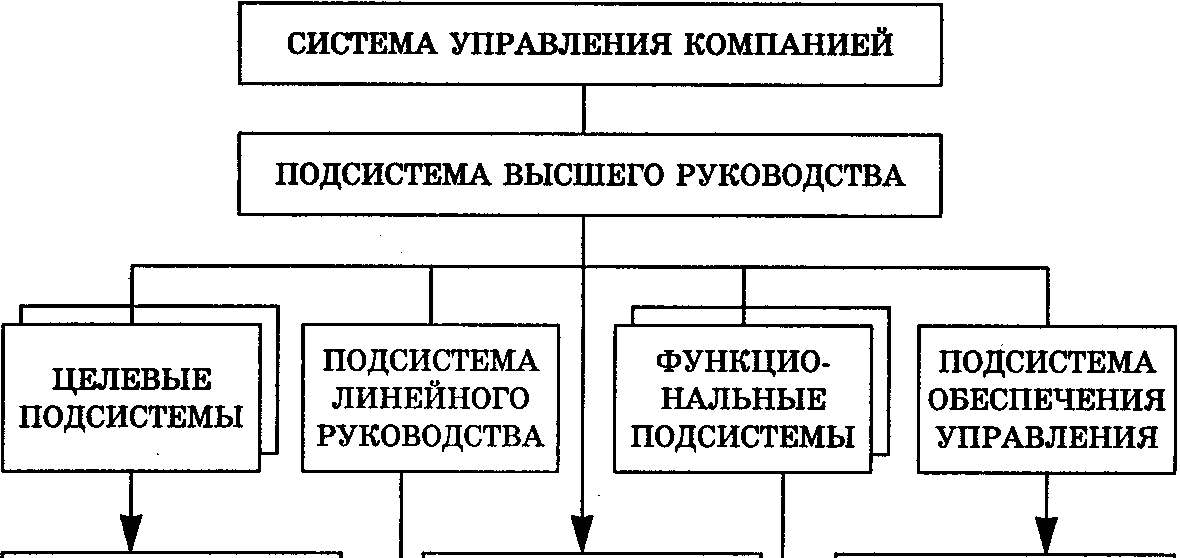 СИСТЕМА УПРАВЛЕНИЯ КОМПАНИЕЙ
ПОДСИСТЕМА ВЫСШЕГО РУКОВОДСТВА
ЦЕЛЕВЫЕ
ПОДСИСТЕМЫ
ПОДСИСТЕМА
ЛИНЕЙНОГО
РУКОВОДСТВА
ФУНКЦИО-
НАЛЬНЫЕ
ПОДСИСТЕМЫ
ПОДСИСТЕМА
ОБЕСПЕЧЕНИЯ
УПРАВЛЕНИЯ